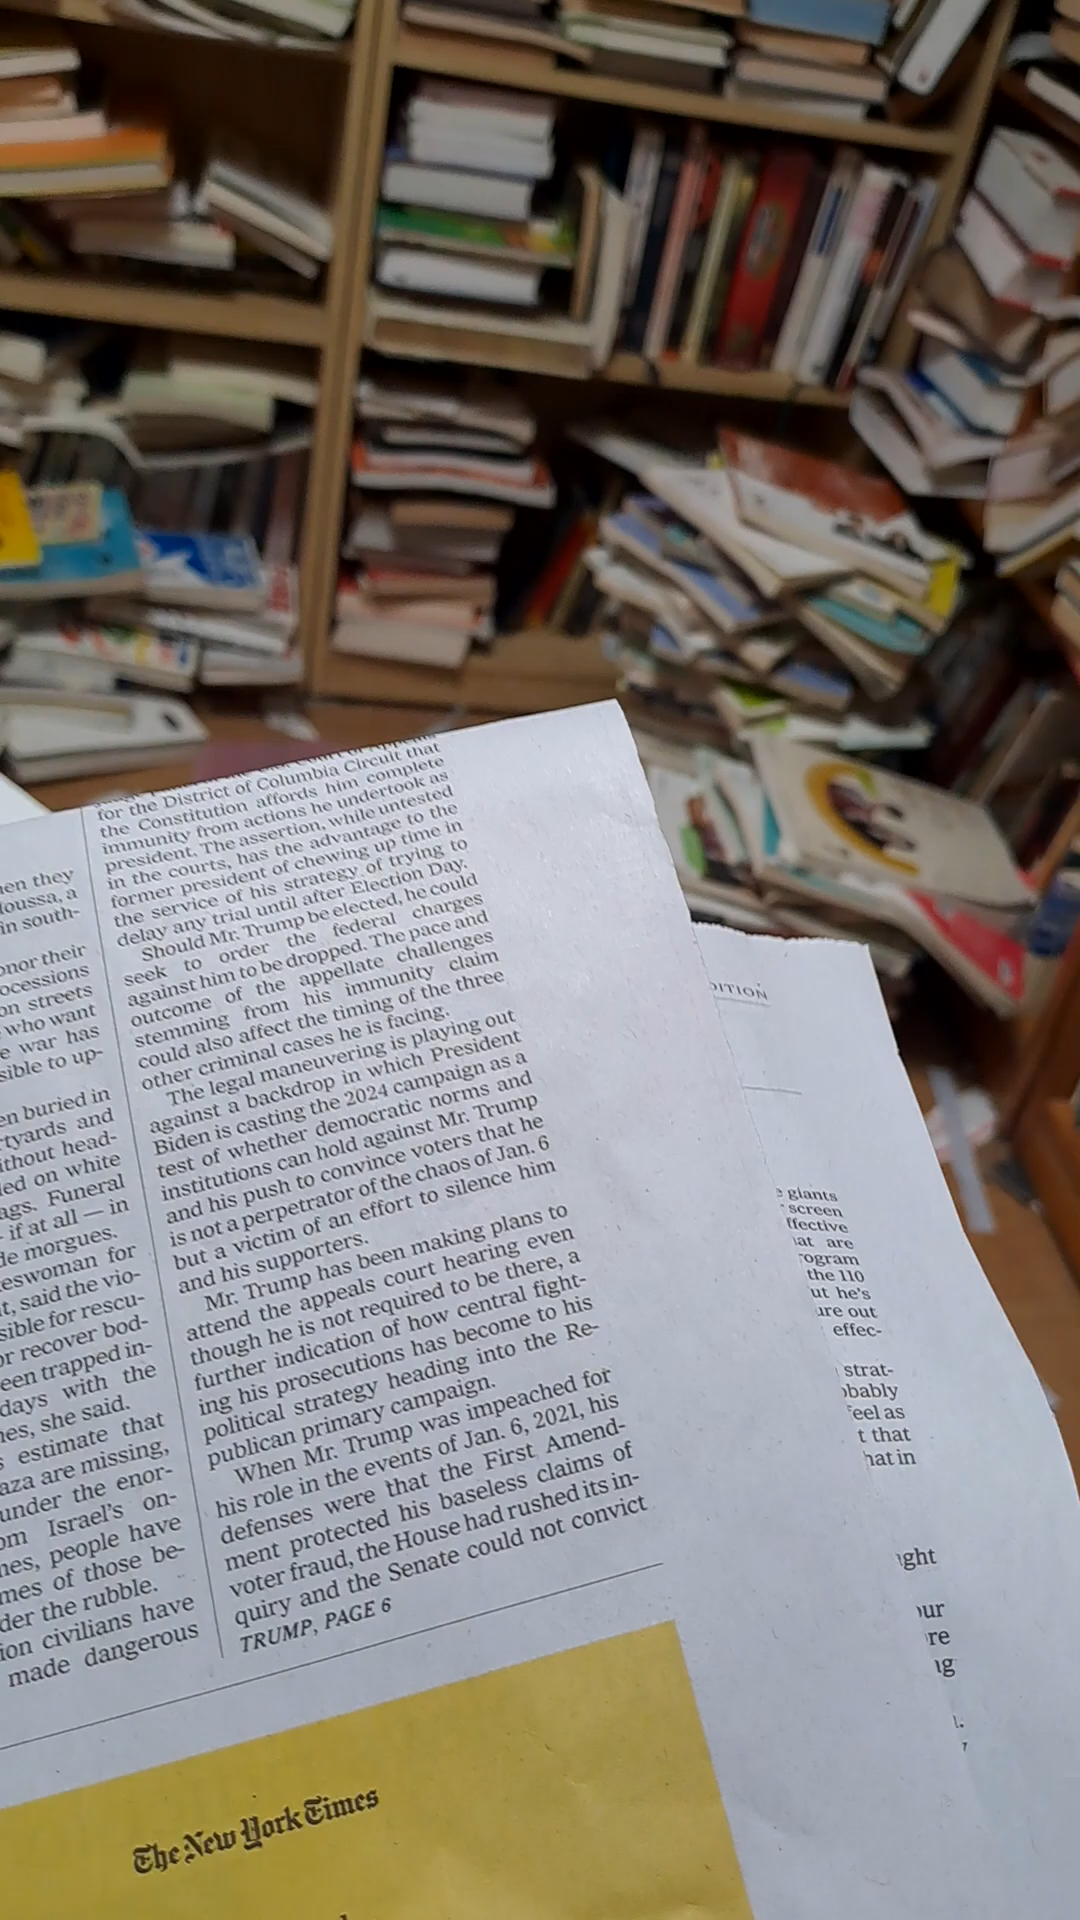 en they
oussa, a
in south-
onor their
ocessions
on streets
who want
e war has
sible to up-
en buried in
rtyards and
ithout head-
led on white
ags. Funeral
if at all — in
de morgues.
eswoman for
t, said the vio-
sible for rescu-
or recover bod-
een trapped in-
days with the
nes, she said.
s estimate that
aza are missing,
under the enor-
om Israel's on-
nes, people have
mes of those be-
der the rubble.
ion civilians have
made dangerous
for the District of Columbia Circuit that
the Constitution affords him complete
immunity from actions he undertook as
president. The assertion, while untested
in the courts, has the advantage to the
former president of chewing up time in
the service of his strategy of trying to
delay any trial until after Election Day.
Should Mr. Trump be elected, he could
seek to order the federal charges
against him to be dropped. The pace and
outcome of the appellate challenges
stemming from his immunity claim
could also affect the timing of the three
other criminal cases he is facing.
The legal maneuvering is playing out
against a backdrop in which President
Biden is casting the 2024 campaign as a
test of whether democratic norms and
institutions can hold against Mr. Trump
and his push to convince voters that he
is not a perpetrator of the chaos of Jan. 6
but a victim of an effort to silence him
and his supporters.
Mr. Trump has been making plans to
attend the appeals court hearing even
though he is not required to be there, a
further indication of how central fight-
ing his prosecutions has become to his
political strategy heading into the Re-
publican primary campaign.
When Mr. Trump was impeached for
his role in the events of Jan. 6, 2021, his
defenses were that the First Amend-
ment protected his baseless claims of
voter fraud, the House had rushed its in-
quiry and the Senate could not convict
TRUMP, PAGE 6
The New York Times
DITION
giants
screen
ffective
at are
rogram
the 110
ut he's
ure out
effec-
strat-
obably
feel as
t that
hat in
ight
our
re
ng